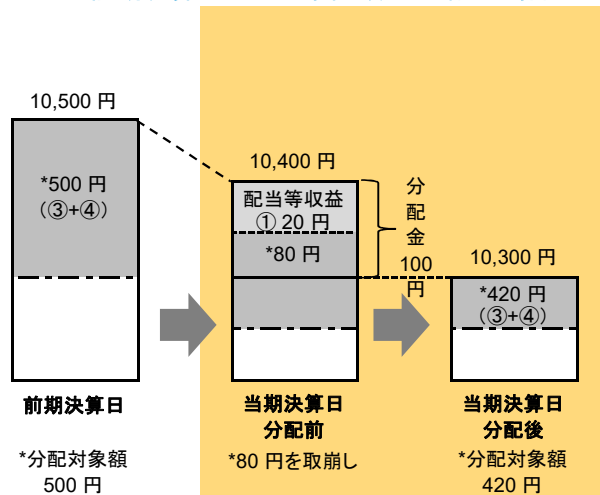 10,500 円
*500 円
(③+④)
前期決算日
*分配対象額
500 円
10,400 円
配当等収益
① 20 円
*80 円
分
配
金
100
円
当期決算日
分配前
*80 円を取崩し
10,300 円
*420 円
(③+④)
当期決算日
分配後
*分配対象額
420 円